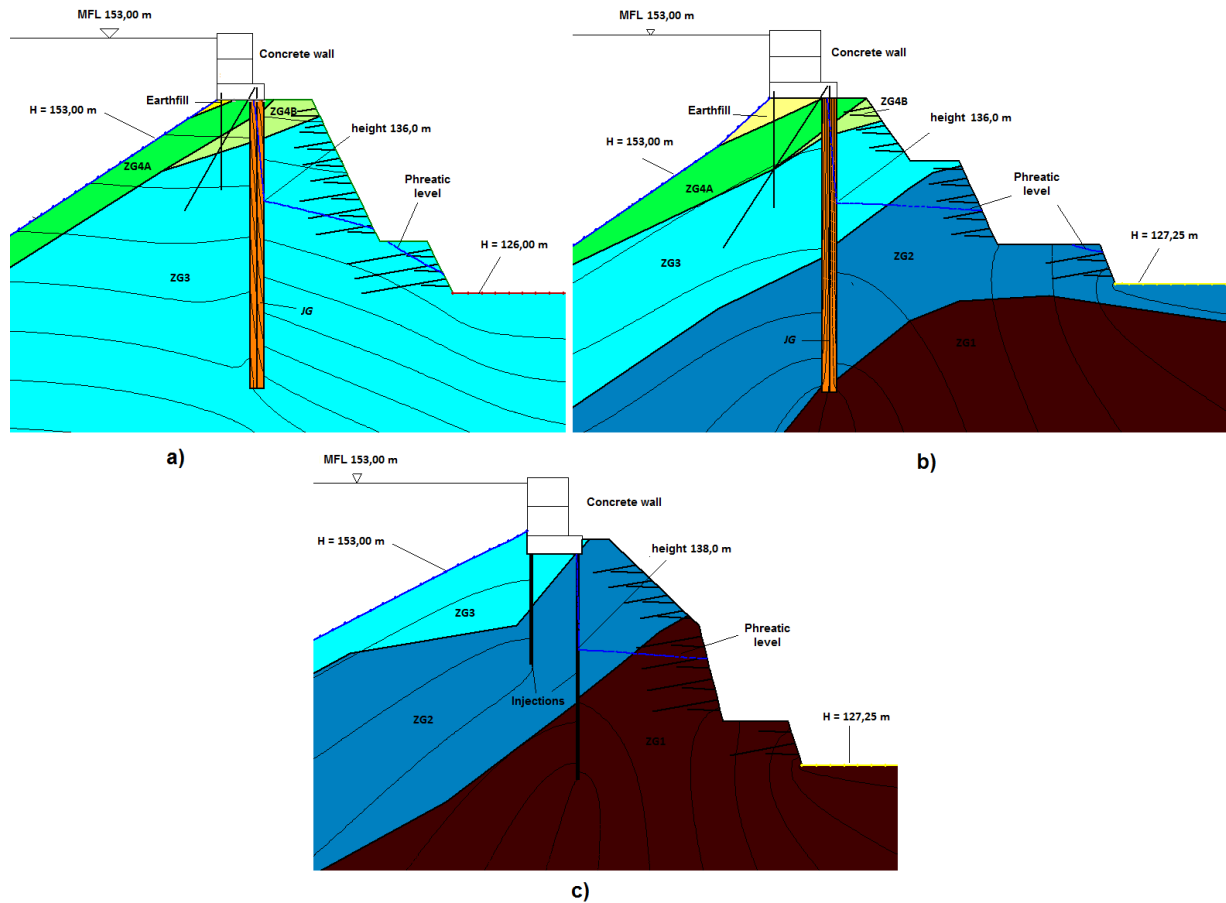 MFL 153,00 m
Concrete wall
Earthfill
ZG4B
H = 153,00 m
height 136,0 m
ZG4A
Phreatic
level
H = 126,00 m
ZG3
JG
a)
MFL 153,00 m
Concrete wall
ZG4B
Earthfill
height 136,0 m
H = 153,00 m
Phreatic
level
ZG4A
H = 127,25 m
ZG3
ZG2
JG
ZG1
b)
MFL 153,00 m
Concrete wall
H = 153,00 m
height 138,0 m
ZG3
Phreatic
level
Injections
ZG2
H = 127,25 m
ZG1
c)